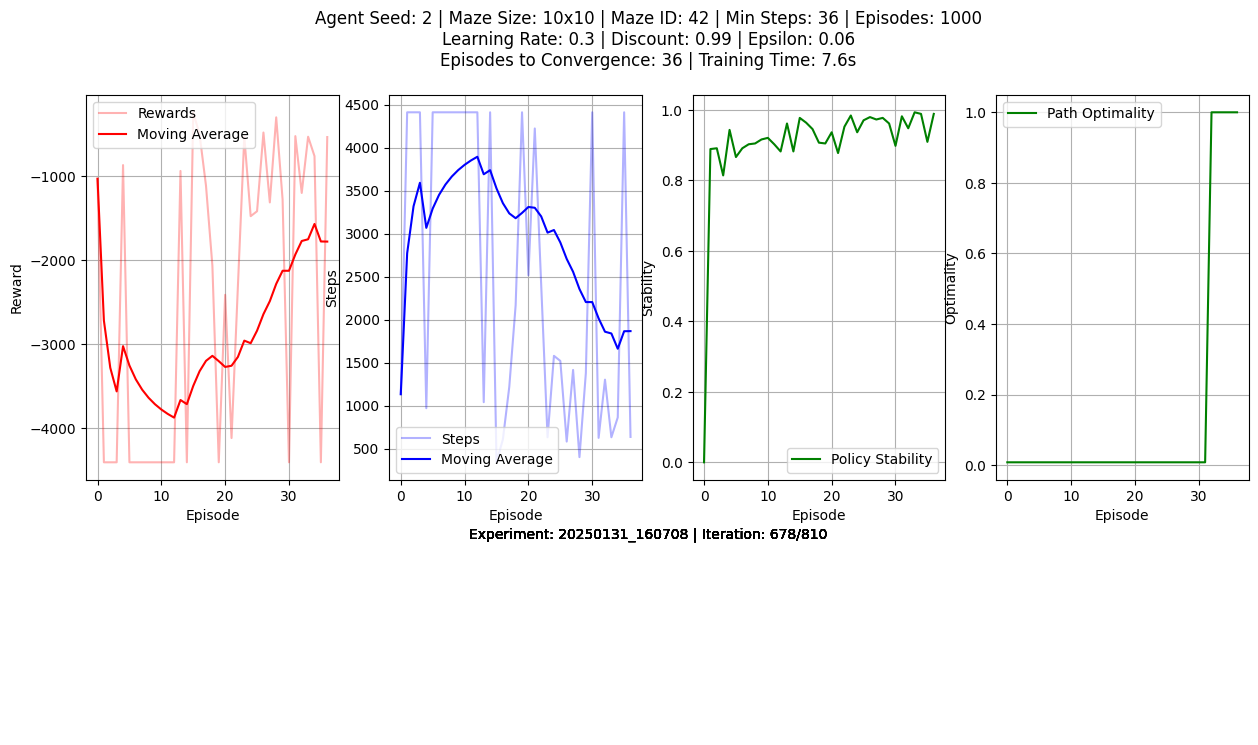 Agent Seed: 2 | Maze Size: 10x10 | Maze ID: 42 | Min Steps: 36 | Episodes: 1000
Learning Rate: 0.3 | Discount: 0.99 | Epsilon: 0.06
Episodes to Convergence: 36 | Training Time: 7.6s
Rewards
Moving Average
Reward
−1000
−2000
−3000
−4000
0
10
20
30
Episode
Steps
4500
4000
3500
3000
2500
2000
1500
1000
500
Steps
Moving Average
0
10
20
30
Episode
Stability
1.0
0.8
0.6
0.4
0.2
0.0
Policy Stability
0
10
20
30
Episode
Path Optimality
Optimality
1.0
0.8
0.6
0.4
0.2
0.0
0
10
20
30
Episode
Experiment: 20250131_160708 | Iteration: 678/810